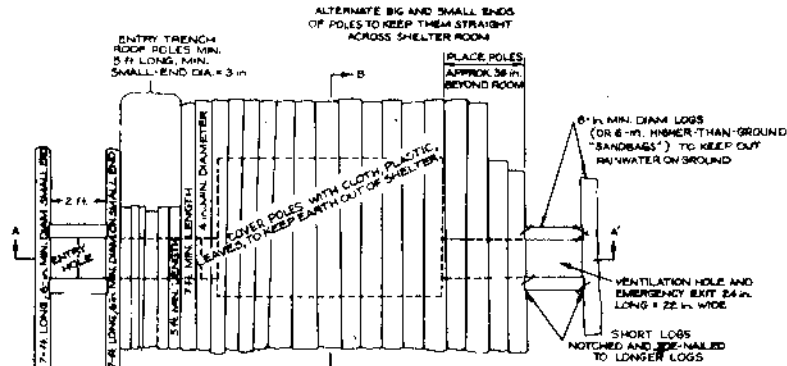 ALTERNATE BIG AND SMALL ENDS
OF POLES TO KEEP THEM STRAIGHT
ACROSS SHELTER ROOM
ENTRY TRENCH
ROOF POLES MIN.
5 ft LONG, MIN.
SMALL-END DIA. = 3 in
B
PLACE POLES
APPROX 36 in.
BEYOND ROOM
6-in. MIN. DIAM LOGS
(OR 6-in. HIGHER-THAN-GROUND
"SANDBAGS") TO KEEP OUT
RAINWATER ON GROUND
7-ft. LONG, 6-in MIN. DIAM SMALL END
2 ft.
7-ft. LONG, 6 in MIN. DIAM ON SMALL END
A
ENTRY
HOLE
5 ft MIN. LENGTH
7 ft MIN. LENGTH
4 in. MIN. DIAMETER
COVER POLES WITH CLOTH, PLASTIC,
LEAVES, TO KEEP EARTH OUT OF SHELTER
A'
VENTILATION HOLE AND
EMERGENCY EXIT 24 in.
LONG × 22 in. WIDE
SHORT LOGS
NOTCHED AND TOE-NAILED
TO LONGER LOGS